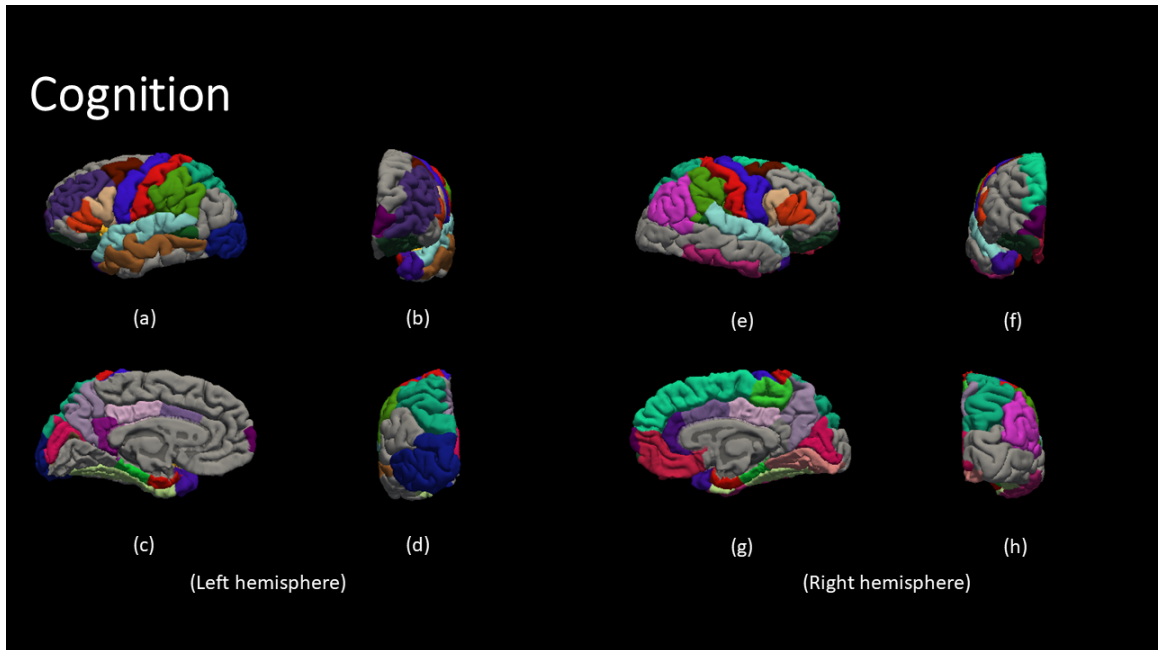 Cognition
(a)
(b)
(e)
(f)
(c)
(d)
(g)
(h)
(Left hemisphere)
(Right hemisphere)